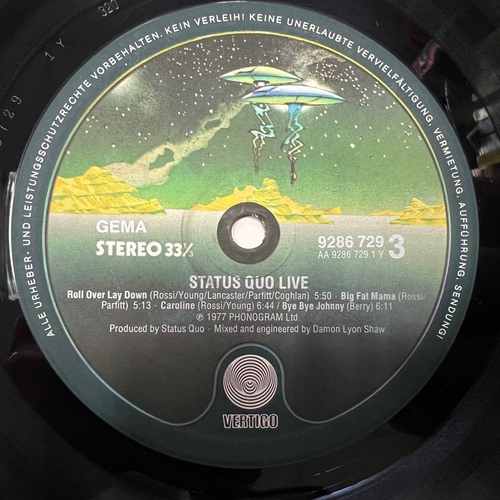 ALLE URHEBER- UND LEISTUNGSSCHUTZRECHTE VORBEHALTEN. KEIN VERLEIH! KEINE UNERLAUBTE VERVIELFÄLTIGUNG, VERMIETUNG, AUFFÜHRUNG, SENDUNG!
GEMA
STEREO 33⅓
9286 729 3
AA 9286 729 1 Y
STATUS QUO LIVE
Roll Over Lay Down (Rossi/Young/Lancaster/Parfitt/Coghlan) 5:50 · Big Fat Mama (Rossi/
Parfitt) 5:13 · Caroline (Rossi/Young) 6:44 / Bye Bye Johnny (Berry) 6:11
℗ 1977 PHONOGRAM Ltd
Produced by Status Quo · Mixed and engineered by Damon Lyon Shaw
VERTIGO